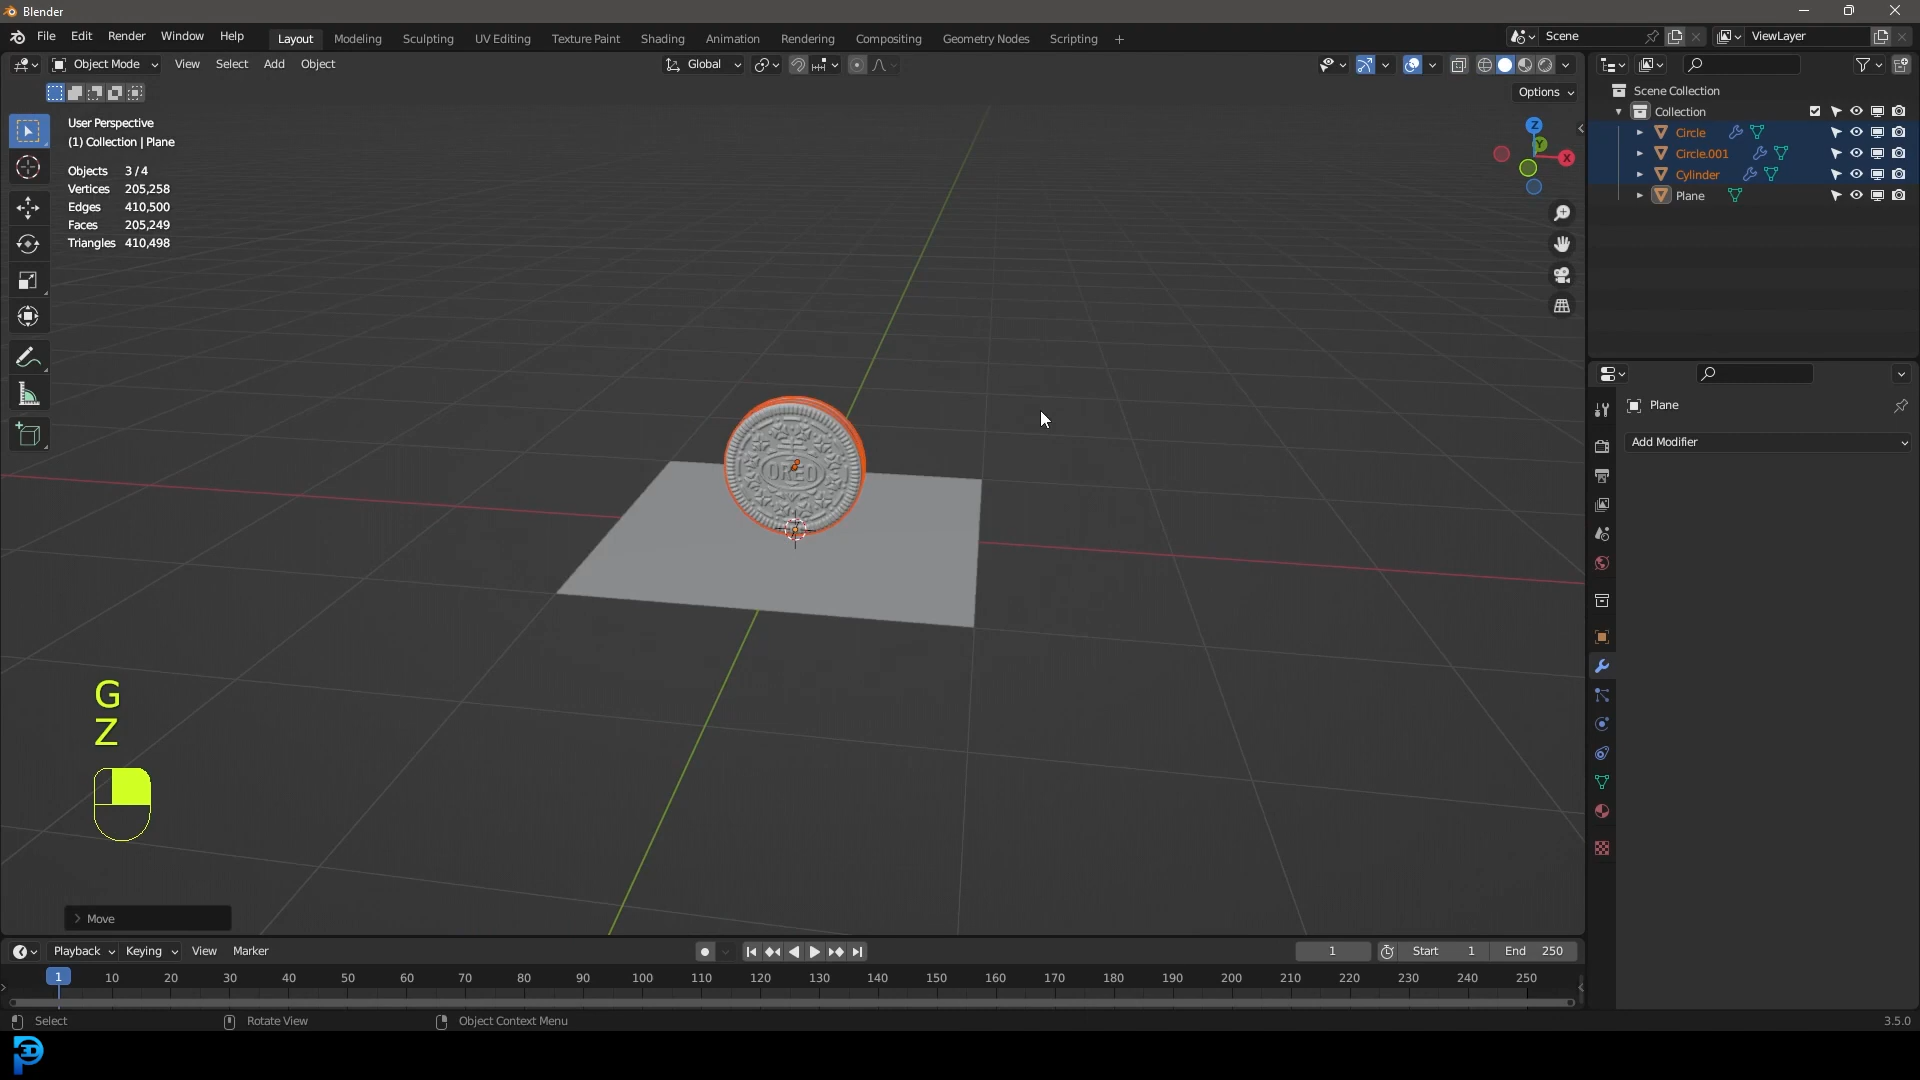 Blender
File Edit Render Window Help Layout Modeling Sculpting UV Editing Texture Paint Shading Animation Rendering Compositing Geometry Nodes Scripting + Scene ViewLayer
Object Mode View Select Add Object Global
Options
User Perspective
(1) Collection | Plane
Objects 3/4
Vertices 205,258
Edges 410,500
Faces 205,249
Triangles 410,498
Z
Y
X
Scene Collection
Collection
Circle
Circle.001
Cylinder
Plane
Plane
Add Modifier
OREO
G
Z
Move
Playback Keying View Marker 1 Start 1 End 250
1 10 20 30 40 50 60 70 80 90 100 110 120 130 140 150 160 170 180 190 200 210 220 230 240 250
Select Rotate View Object Context Menu 3.5.0
3D